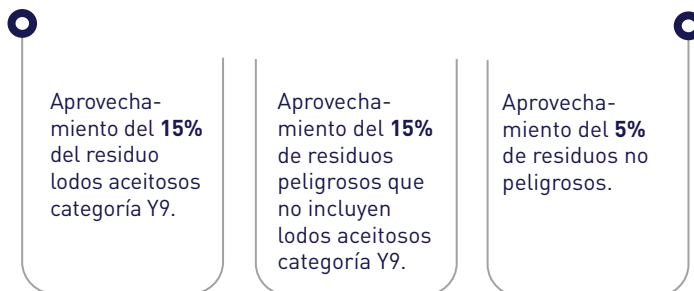 Aprovecha-
miento del 15%
del residuo
lodos aceitosos
categoría Y9.
Aprovecha-
miento del 15%
de residuos
peligrosos que
no incluyen
lodos aceitosos
categoría Y9.
Aprovecha-
miento del 5%
de residuos no
peligrosos.